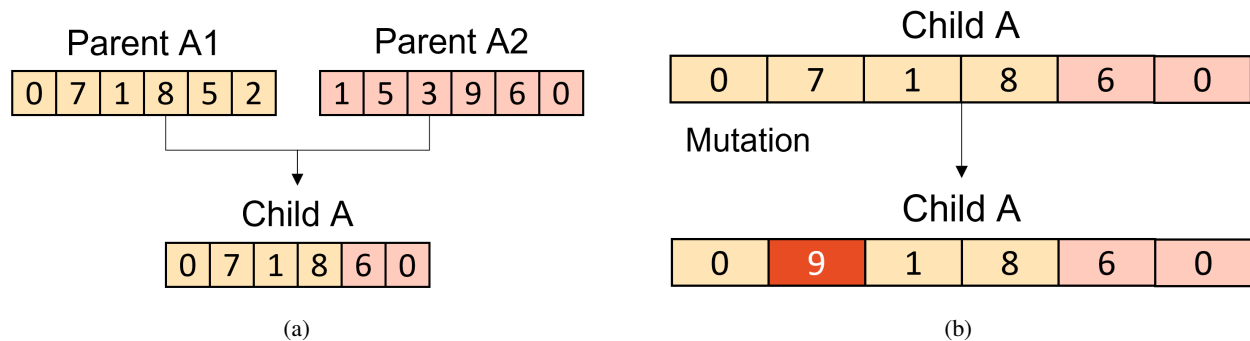 Parent A1
0 7 1 8 5 2
Parent A2
1 5 3 9 6 0
Child A
0 7 1 8 6 0
(a)
Child A
0 7 1 8 6 0
Mutation
Child A
0 9 1 8 6 0
(b)